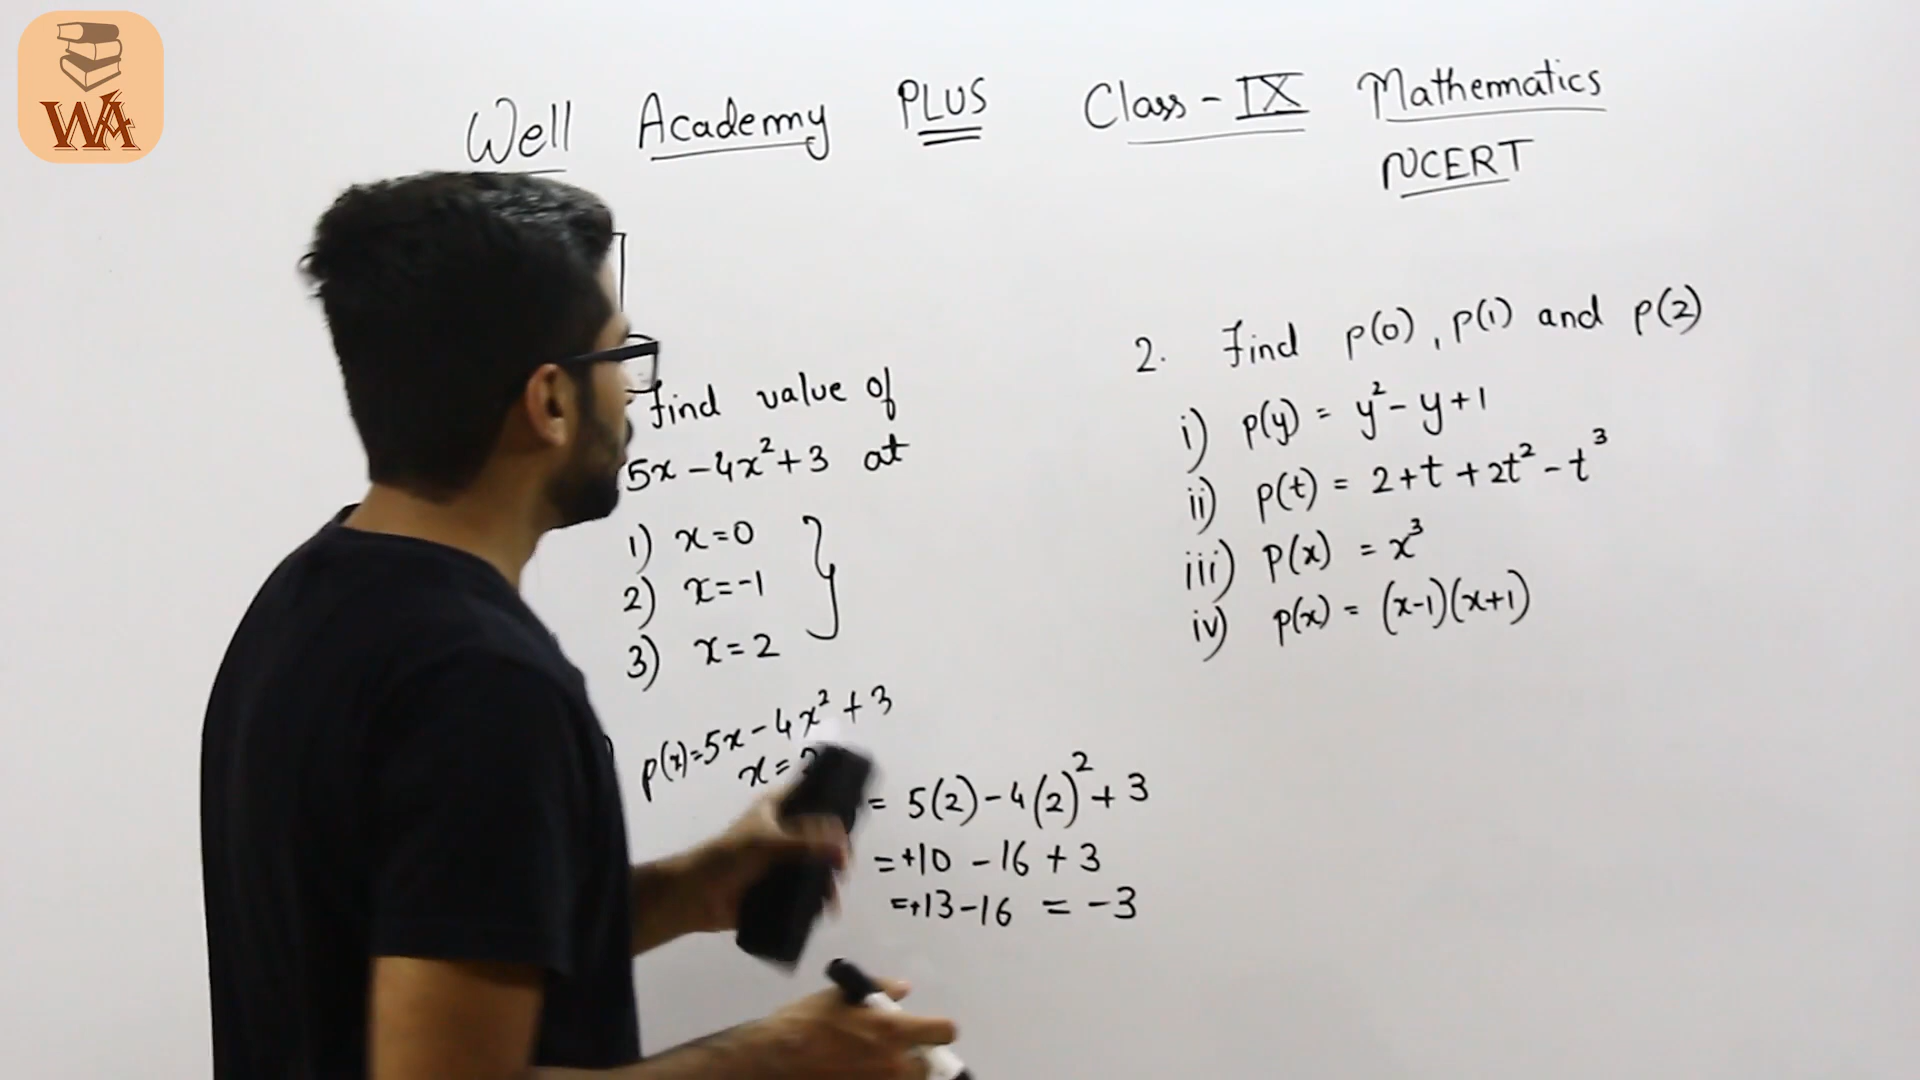 WA
Well Academy PLUS Class - IX Mathematics
NCERT
Find value of
5x - 4x² + 3 at
1) x = 0
2) x = -1
3) x = 2
p(x) = 5x - 4x² + 3
x =
= 5(2) - 4(2)² + 3
= +10 - 16 + 3
= +13 - 16 = -3
2. Find p(0), p(1) and p(2)
i) p(y) = y² - y + 1
ii) p(t) = 2 + t + 2t² - t³
iii) p(x) = x³
iv) p(x) = (x-1)(x+1)